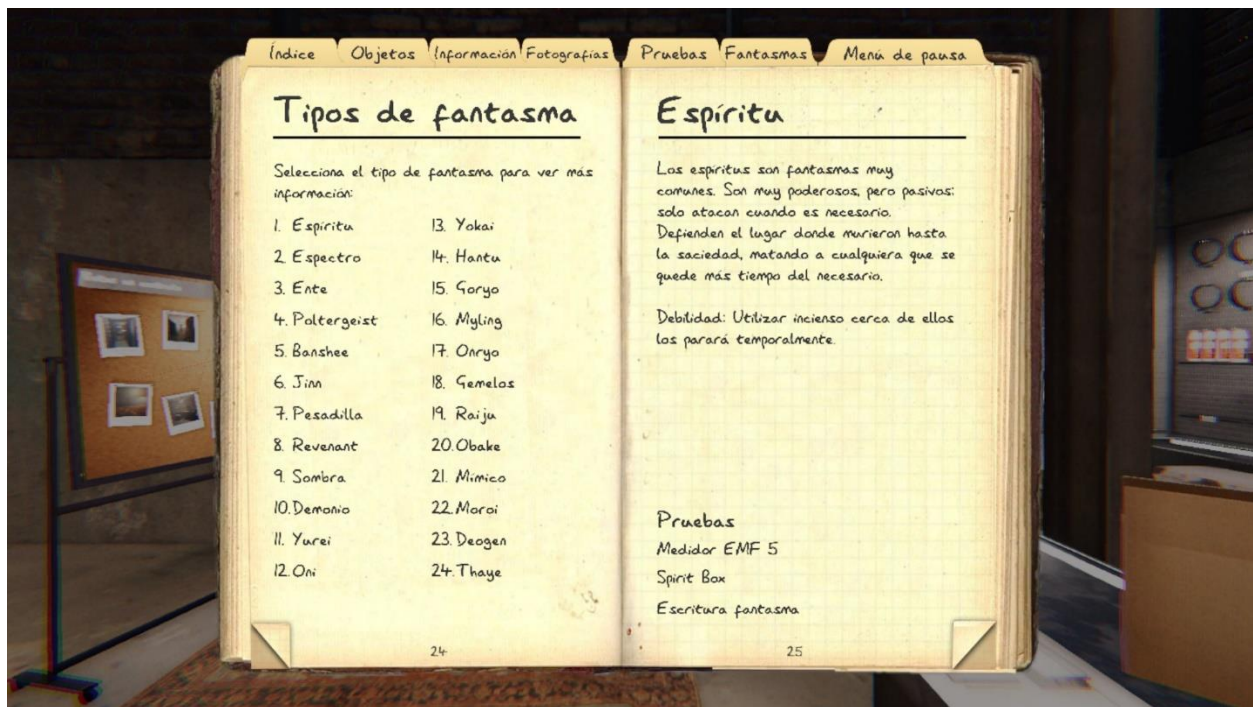 Índice
Objetos
Información
Fotografías
Pruebas
Fantasmas
Menú de pausa
Tipos de fantasma
Selecciona el tipo de fantasma para ver más
información:
1. Espíritu
2. Espectro
3. Ente
4. Poltergeist
5. Banshee
6. Jinn
7. Pesadilla
8. Revenant
9. Sombra
10. Demonio
11. Yurei
12. Oni
13. Yokai
14. Hantu
15. Goryo
16. Myling
17. Onryo
18. Gemelos
19. Raiju
20. Obake
21. Mímico
22. Moroi
23. Deogen
24. Thaye
24
Espíritu
Los espíritus son fantasmas muy
comunes. Son muy poderosos, pero pasivos:
solo atacan cuando es necesario.
Defienden el lugar donde murieron hasta
la saciedad, matando a cualquiera que se
quede más tiempo del necesario.
Debilidad: Utilizar incienso cerca de ellos
los parará temporalmente.
Pruebas
Medidor EMF 5
Spirit Box
Escritura fantasma
25